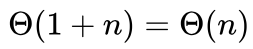 Θ(1 + n) = Θ(n)